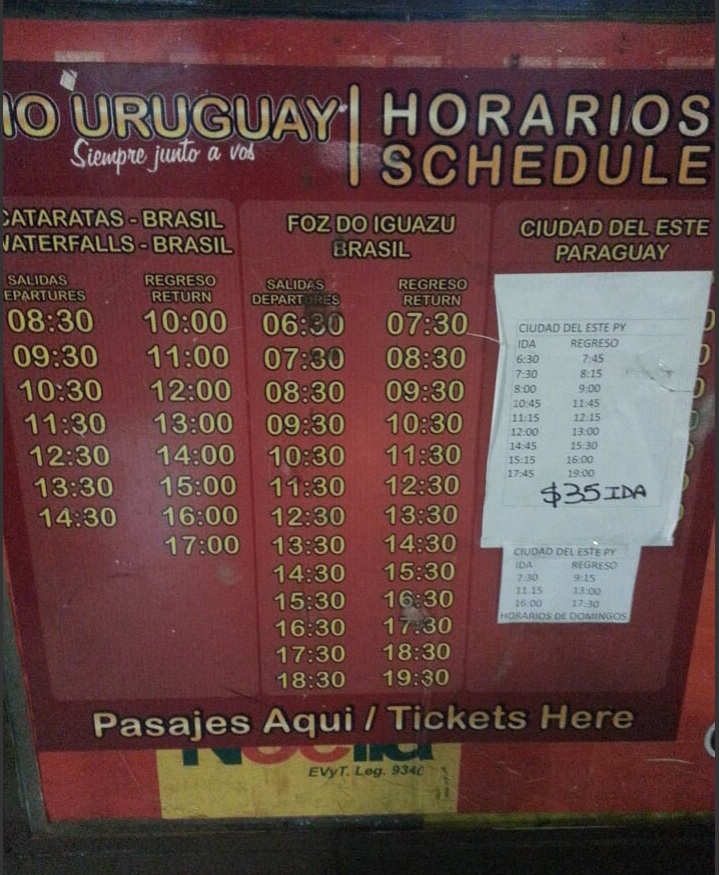 IO URUGUAY
Siempre junto a vos
HORARIOS
SCHEDULE
CATARATAS - BRASIL
WATERFALLS - BRASIL
SALIDAS REGRESO
DEPARTURES RETURN
08:30 10:00
09:30 11:00
10:30 12:00
11:30 13:00
12:30 14:00
13:30 15:00
14:30 16:00
17:00
FOZ DO IGUAZU
BRASIL
SALIDAS REGRESO
DEPARTURES RETURN
06:30 07:30
07:30 08:30
08:30 09:30
09:30 10:30
10:30 11:30
11:30 12:30
12:30 13:30
13:30 14:30
14:30 15:30
15:30 16:30
16:30 17:30
17:30 18:30
18:30 19:30
CIUDAD DEL ESTE
PARAGUAY
CIUDAD DEL ESTE PY
IDA REGRESO
6:30 7:45
7:30 8:15
8:00 9:00
10:45 11:45
11:15 12:15
12:00 13:00
14:45 15:30
15:15 16:00
17:45 19:00
$35 IDA
CIUDAD DEL ESTE PY
IDA REGRESO
7:30 9:15
11.15 13:00
16:00 17:30
HORARIOS DE DOMINGOS
Pasajes Aqui / Tickets Here
EVyT. Leg. 9346